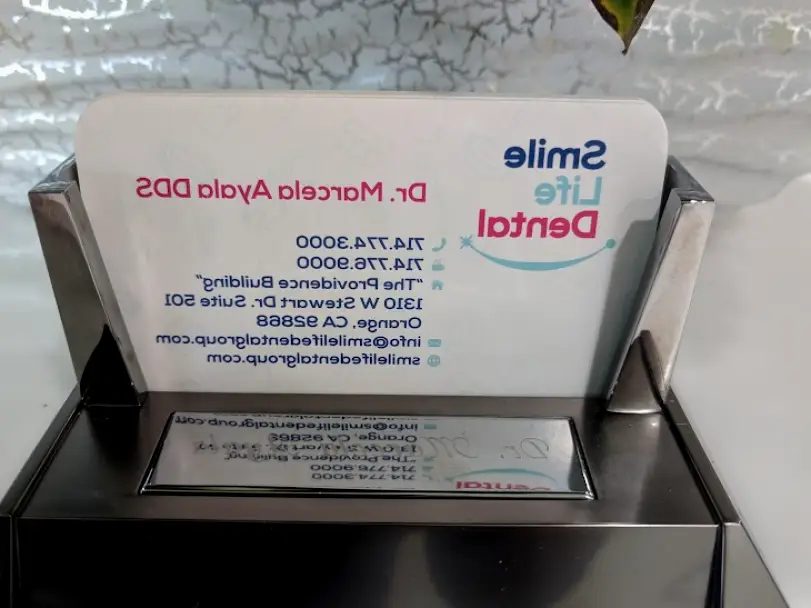 Smile
Life
Dental
Dr. Marcela Ayala DDS
714.774.3000
714.776.9000
"The Providence Building"
1310 W Stewart Dr. Suite 501
Orange, CA 92868
info@smilelifedentalgroup.com
smilelifedentalgroup.com
Dr. M